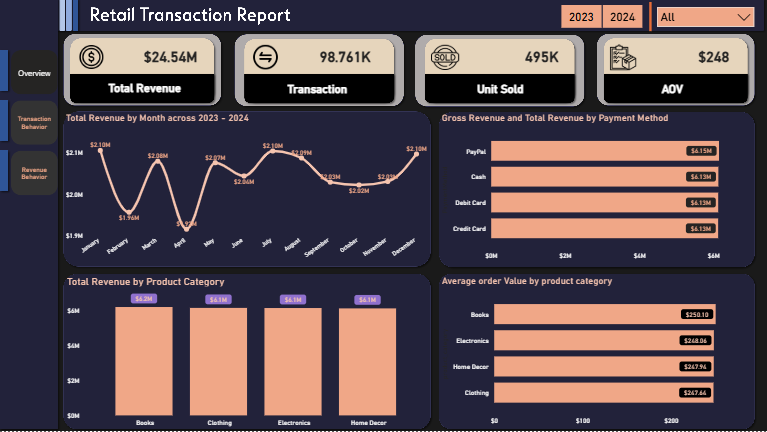 Retail Transaction Report
2023 2024 All
$24.54M
Total Revenue
98.761K
Transaction
SOLD
495K
Unit Sold
$248
AOV
Overview
Transaction
Behavior
Revenue
Behavior
Total Revenue by Month across 2023 - 2024
$2.1M
$2.0M
$1.9M
$2.10M
$1.96M
$2.08M
$2.07M
$2.04M
$2.10M
$2.09M
$2.03M
$2.02M
$2.10M
January February March April May June July August September October November December
Gross Revenue and Total Revenue by Payment Method
PayPal $6.15M
Cash $6.13M
Debit Card $6.13M
Credit Card $6.13M
$0M $2M $4M $6M
Total Revenue by Product Category
$6.2M $6.1M $6.1M $6.1M
$6M
$4M
$2M
$0M
Books Clothing Electronics Home Decor
Average order Value by product category
Books $250.10
Electronics $248.06
Home Decor $247.94
Clothing $247.64
$0 $100 $200